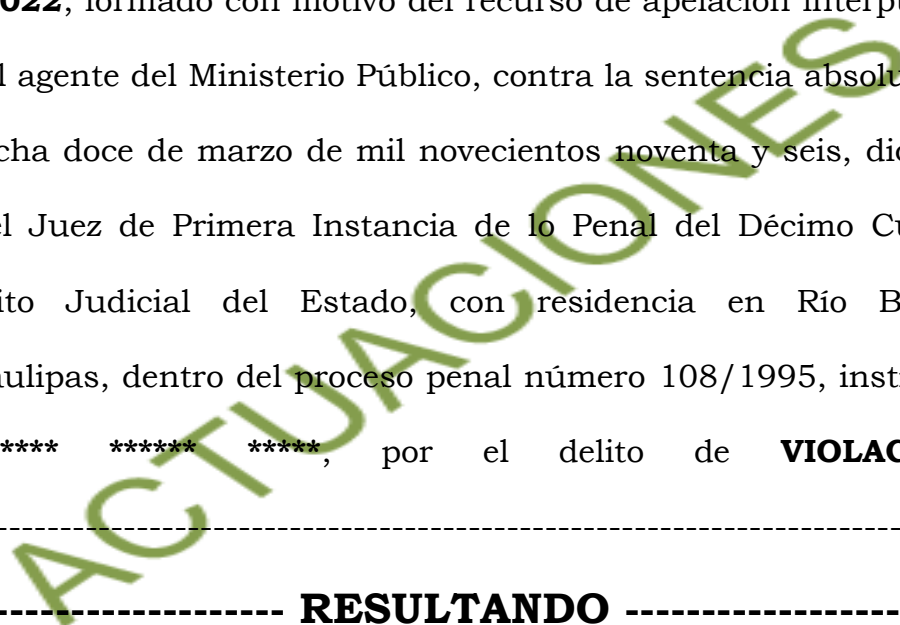 022, formado con motivo del recurso de apelación interpu
l agente del Ministerio Público, contra la sentencia absolu
cha doce de marzo de mil novecientos noventa y seis, dic
el Juez de Primera Instancia de lo Penal del Décimo Cu
ito Judicial del Estado, con residencia en Río B
aulipas, dentro del proceso penal número 108/1995, inst
**** ****** *****, por el delito de VIOLAC
--------------------------------------------------------------------------------
------------------- RESULTANDO ------------------
ACTUACIONES